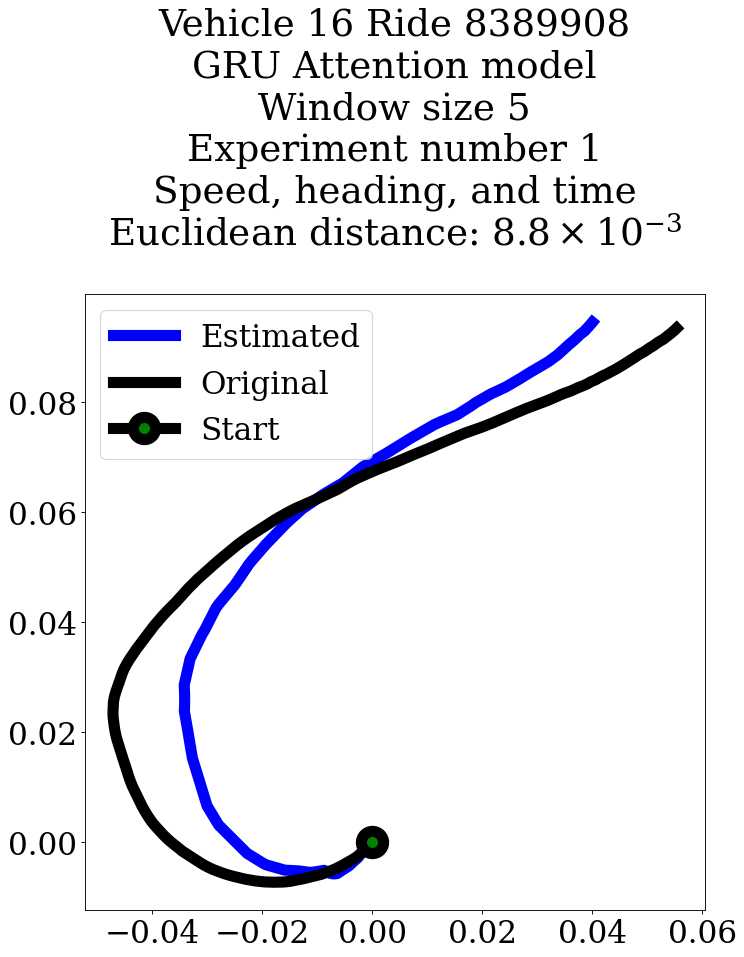 Vehicle 16 Ride 8389908
GRU Attention model
Window size 5
Experiment number 1
Speed, heading, and time
Euclidean distance: 8.8 × 10⁻³
Estimated
Original
Start
0.08
0.06
0.04
0.02
0.00
−0.04 −0.02 0.00 0.02 0.04 0.06